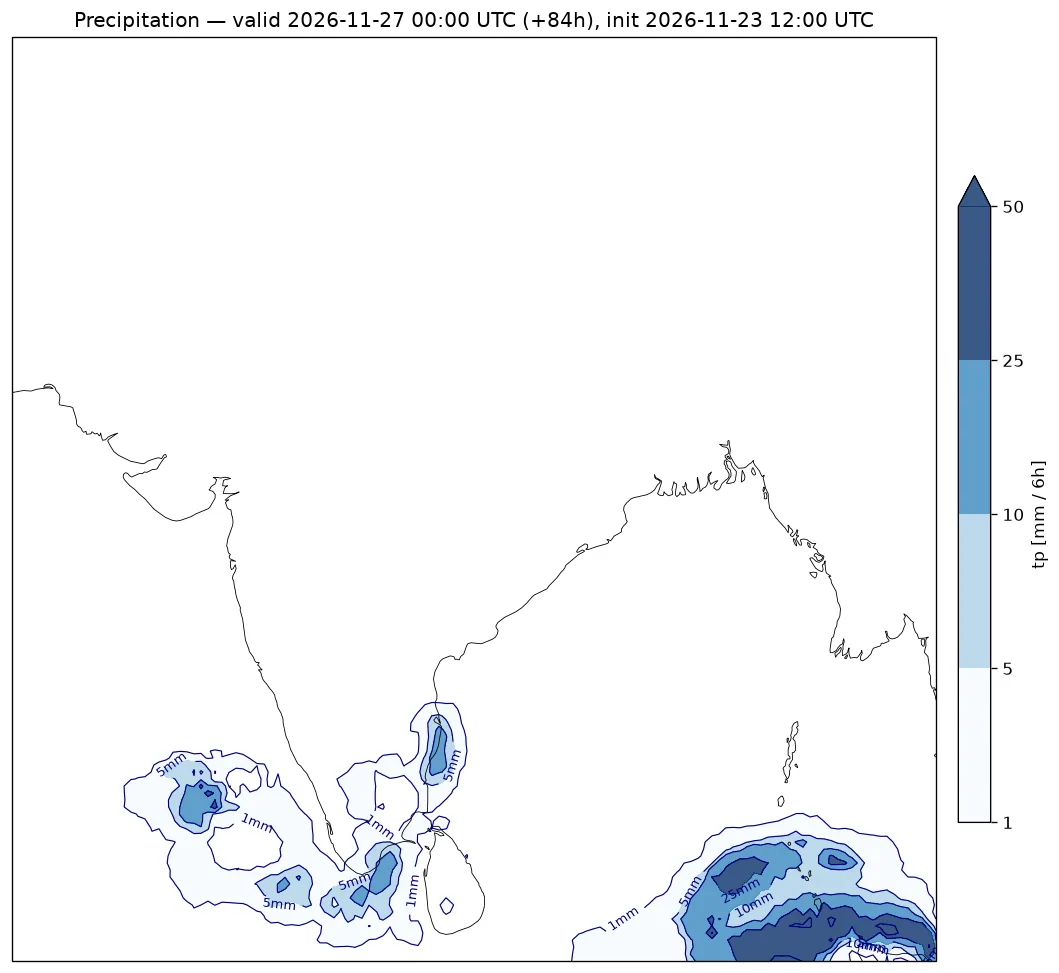 Precipitation — valid 2026-11-27 00:00 UTC (+84h), init 2026-11-23 12:00 UTC
50
25
10
5
1
tp [mm / 6h]
5mm
5mm
1mm
1mm
5mm
5mm
1mm
5mm
25mm
10mm
1mm
10mm